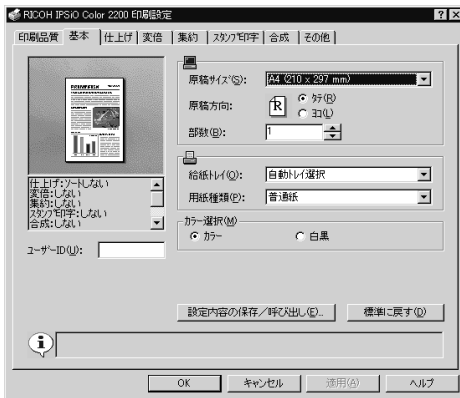 RICOH IPSiO Color 2200 印刷設定
印刷品質 基本 仕上げ 変倍 集約 スタンプ印字 合成 その他
原稿サイズ(S): A4 (210 x 297 mm)
原稿方向: R タテ(R)
ヨコ(L)
部数(B): 1
給紙トレイ(O): 自動トレイ選択
用紙種類(P): 普通紙
仕上げ:ソートしない
変倍:しない
集約:しない
スタンプ印字:しない
合成:しない
カラー選択(M)
カラー 白黒
ユーザーID(U):
設定内容の保存/呼び出し(E)... 標準に戻す(D)
OK キャンセル 適用(A) ヘルプ